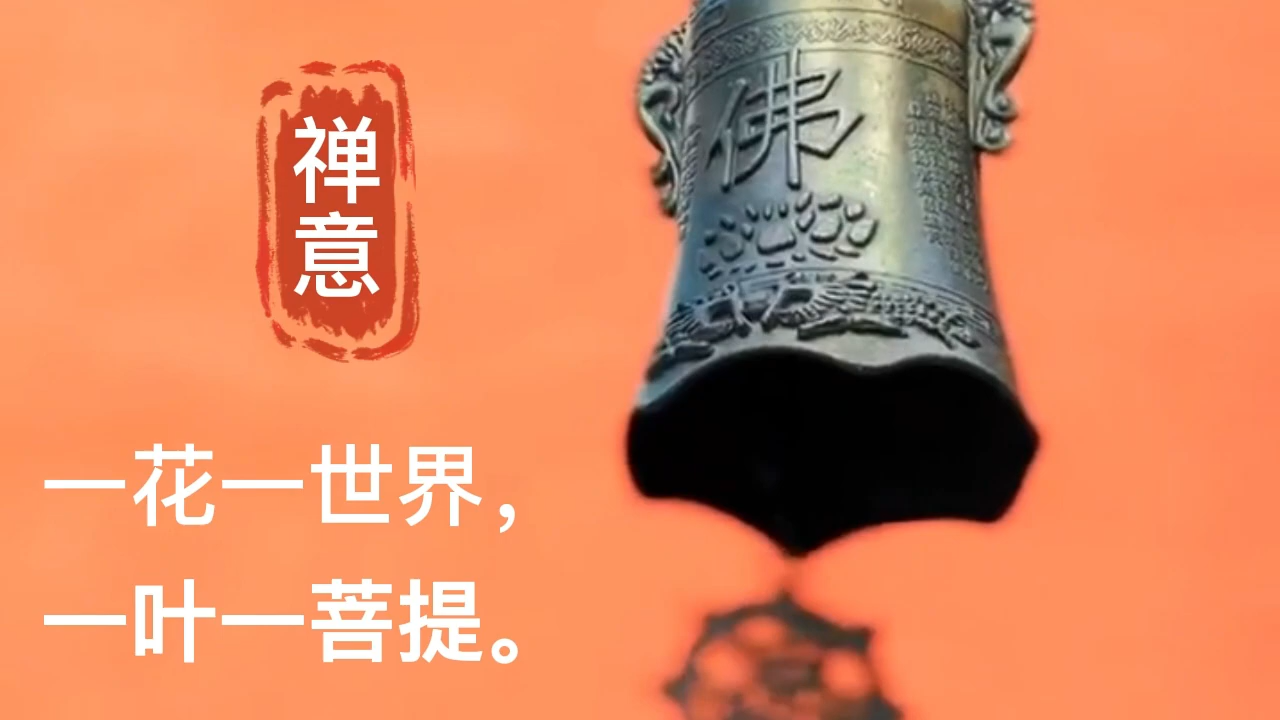 禅意
佛
一花一世界，
一叶一菩提。